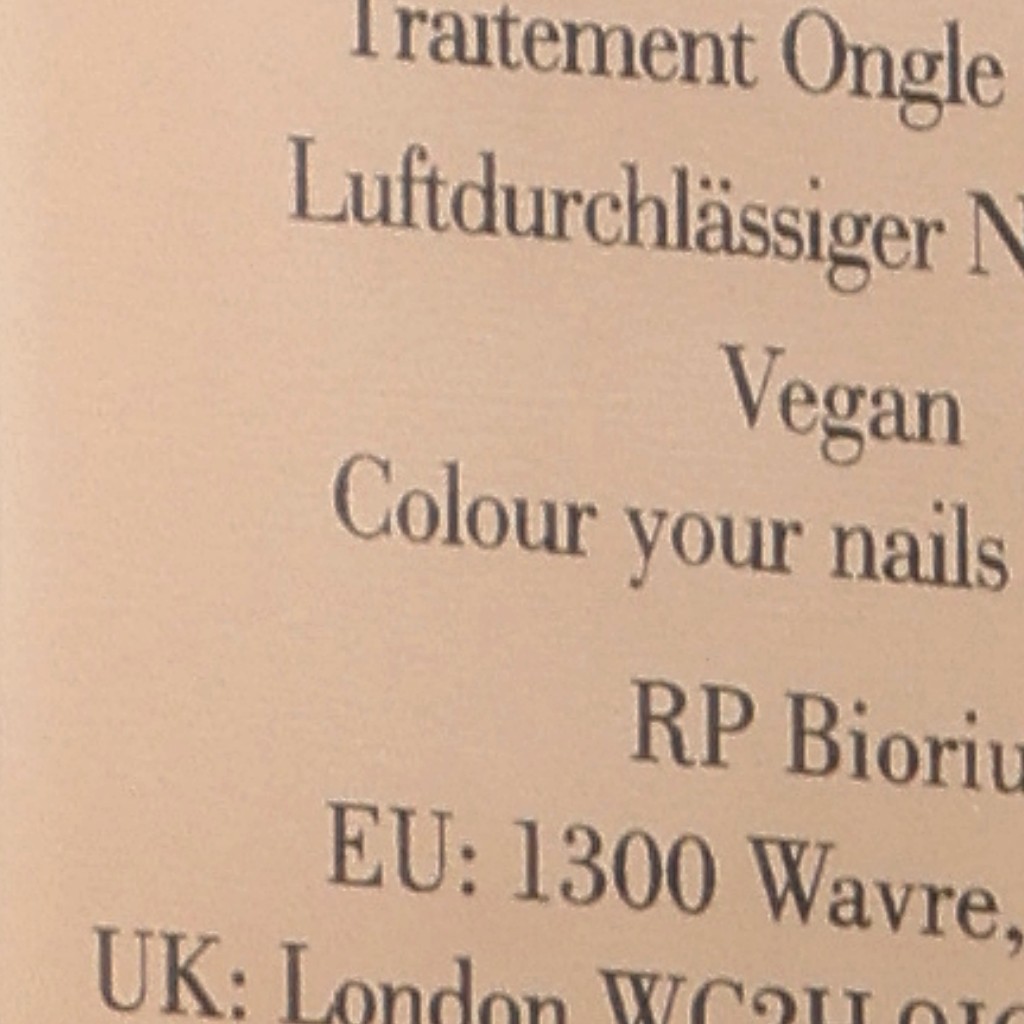 Traitement Ongle
Luftdurchlässiger
Vegan
Colour your nails
RP
EU: 1300 Wavre,
UK: London